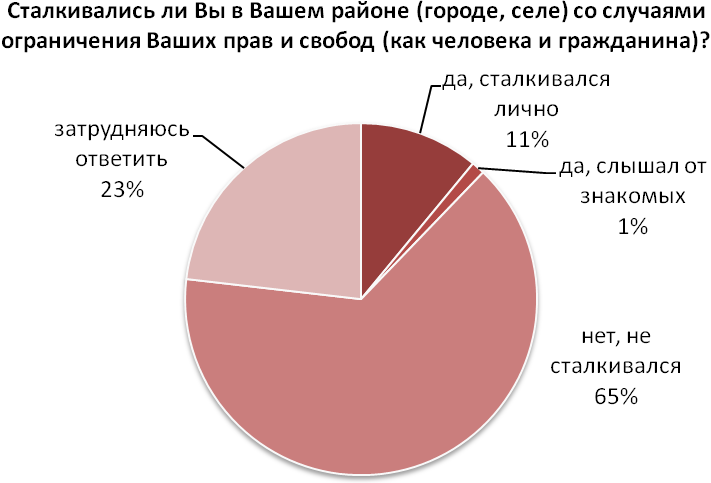 Сталкивались ли Вы в Вашем районе (городе, селе) со случаями
ограничения Ваших прав и свобод (как человека и гражданина)?
да, сталкивался
лично
11%
да, слышал от
знакомых
1%
нет, не
сталкивался
65%
затрудняюсь
ответить
23%